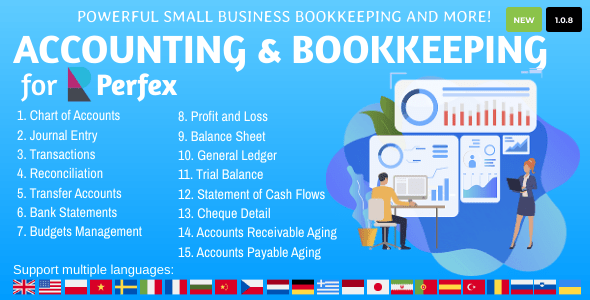 POWERFUL SMALL BUSINESS BOOKKEEPING AND MORE!
NEW
1.0.8
ACCOUNTING & BOOKKEEPING
for Perfex
1. Chart of Accounts
2. Journal Entry
3. Transactions
4. Reconciliation
5. Transfer Accounts
6. Bank Statements
7. Budgets Management
8. Profit and Loss
9. Balance Sheet
10. General Ledger
11. Trial Balance
12. Statement of Cash Flows
13. Cheque Detail
14. Accounts Receivable Aging
15. Accounts Payable Aging
Support multiple languages: